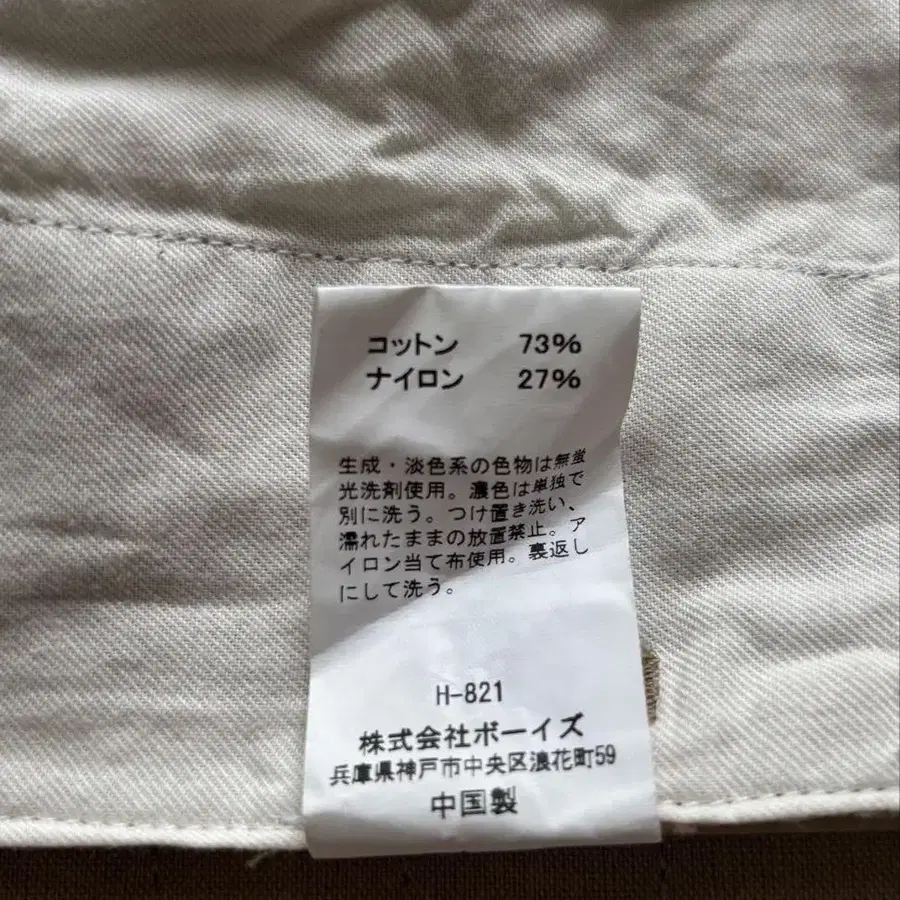 コットン 73%
ナイロン 27%
生成・淡色系の色物は無蛍
光洗剤使用。濃色は単独で
別に洗う。つけ置き洗い、
濡れたままの放置禁止。ア
イロン当て布使用。裏返し
にして洗う。
H-821
株式会社ボーイズ
兵庫県神戸市中央区浪花町59
中国製